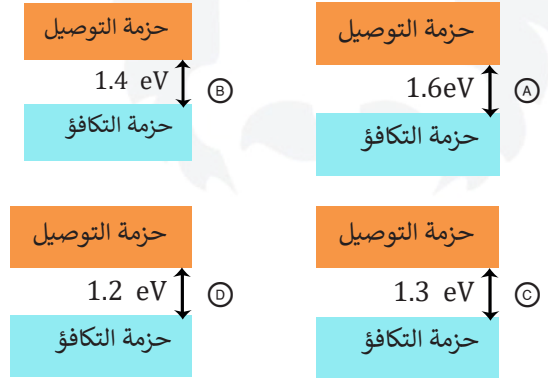 حزمة التوصيل
1.6eV
Ⓐ
حزمة التكافؤ
حزمة التوصيل
1.4 eV
Ⓑ
حزمة التكافؤ
حزمة التوصيل
1.3 eV
Ⓒ
حزمة التكافؤ
حزمة التوصيل
1.2 eV
Ⓓ
حزمة التكافؤ